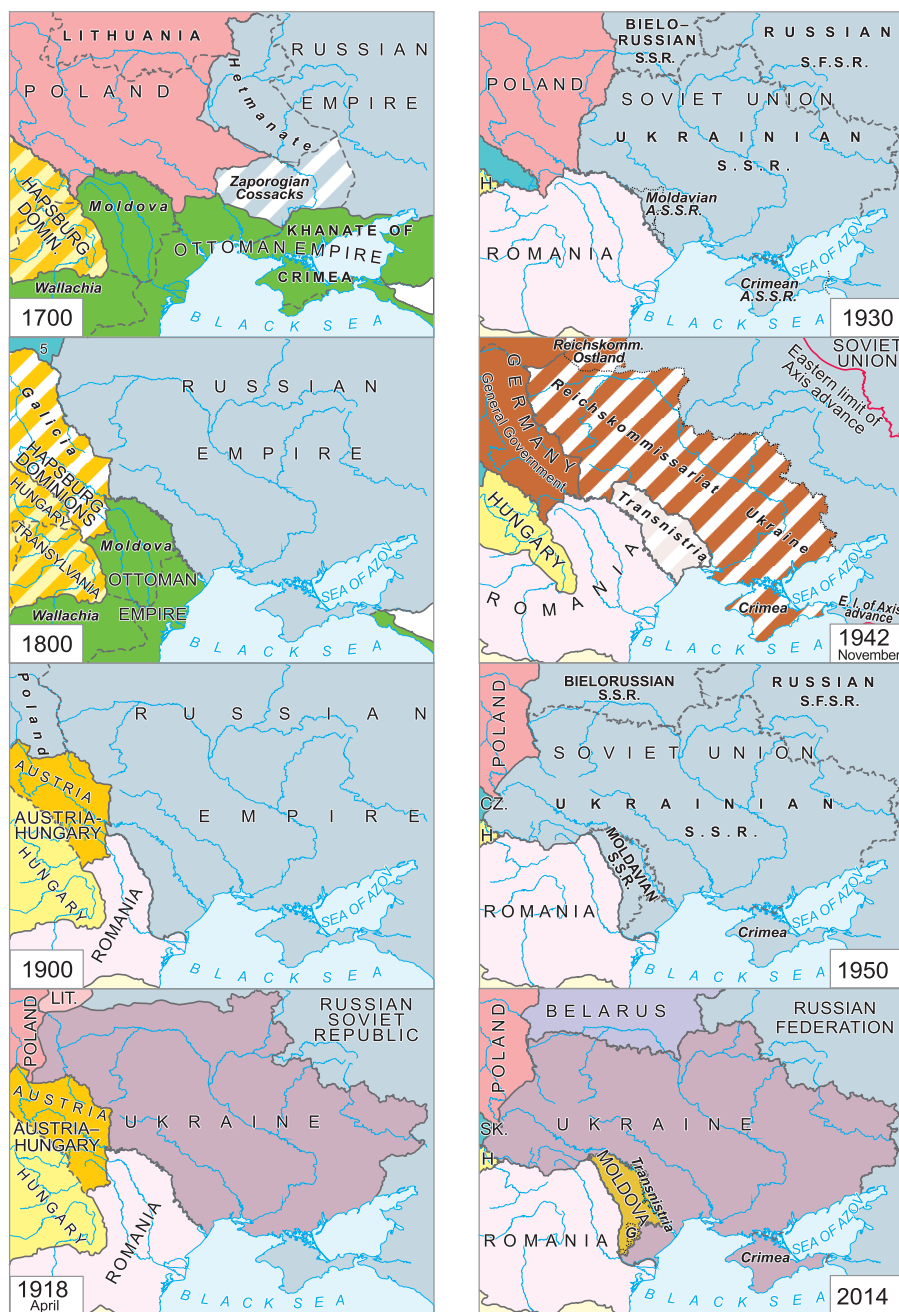 LITHUANIA
RUSSIAN
EMPIRE
POLAND
Hetmanate
Zaporogian
Cossacks
HAPSBURG
DOMIN.
Moldova
KHANATE OF
OTTOMAN EMPIRE
CRIMEA
Wallachia
BLACK SEA
1700
5
RUSSIAN
EMPIRE
Galicia
HAPSBURG
DOMINIONS
HUNGARY
TRANSYLVANIA
Moldova
OTTOMAN
EMPIRE
Wallachia
SEA OF AZOV
BLACK SEA
1800
Poland
RUSSIAN
EMPIRE
AUSTRIA
AUSTRIA-
HUNGARY
HUNGARY
ROMANIA
SEA OF AZOV
BLACK SEA
1900
POLAND
LIT.
RUSSIAN
SOVIET
REPUBLIC
AUSTRIA
AUSTRIA–
HUNGARY
UKRAINE
HUNGARY
ROMANIA
BLACK SEA
1918
April
BIELO–
RUSSIAN
S.S.R.
RUSSIAN
S.F.S.R.
POLAND
SOVIET UNION
UKRAINIAN
S.S.R.
H.
Moldavian
A.S.S.R.
ROMANIA
SEA OF AZOV
Crimean
A.S.S.R.
BLACK SEA
1930
Reichskomm.
Ostland
SOVIET
UNION
Eastern limit of
Axis advance
GERMANY
General Government
Reichskommissariat
Ukraine
Transnistria
HUNGARY
ROMANIA
SEA OF AZOV
Crimea
E.l. of Axis
advance
BLACK SEA
1942
November
BIELORUSSIAN
S.S.R.
RUSSIAN
S.F.S.R.
POLAND
SOVIET UNION
CZ.
UKRAINIAN
S.S.R.
H.
MOLDAVIAN
S.S.R.
ROMANIA
SEA OF AZOV
Crimea
BLACK SEA
1950
POLAND
BELARUS
RUSSIAN
FEDERATION
SK.
UKRAINE
H.
MOLDOVA
Transnistria
G.
ROMANIA
SEA OF AZOV
Crimea
BLACK SEA
2014